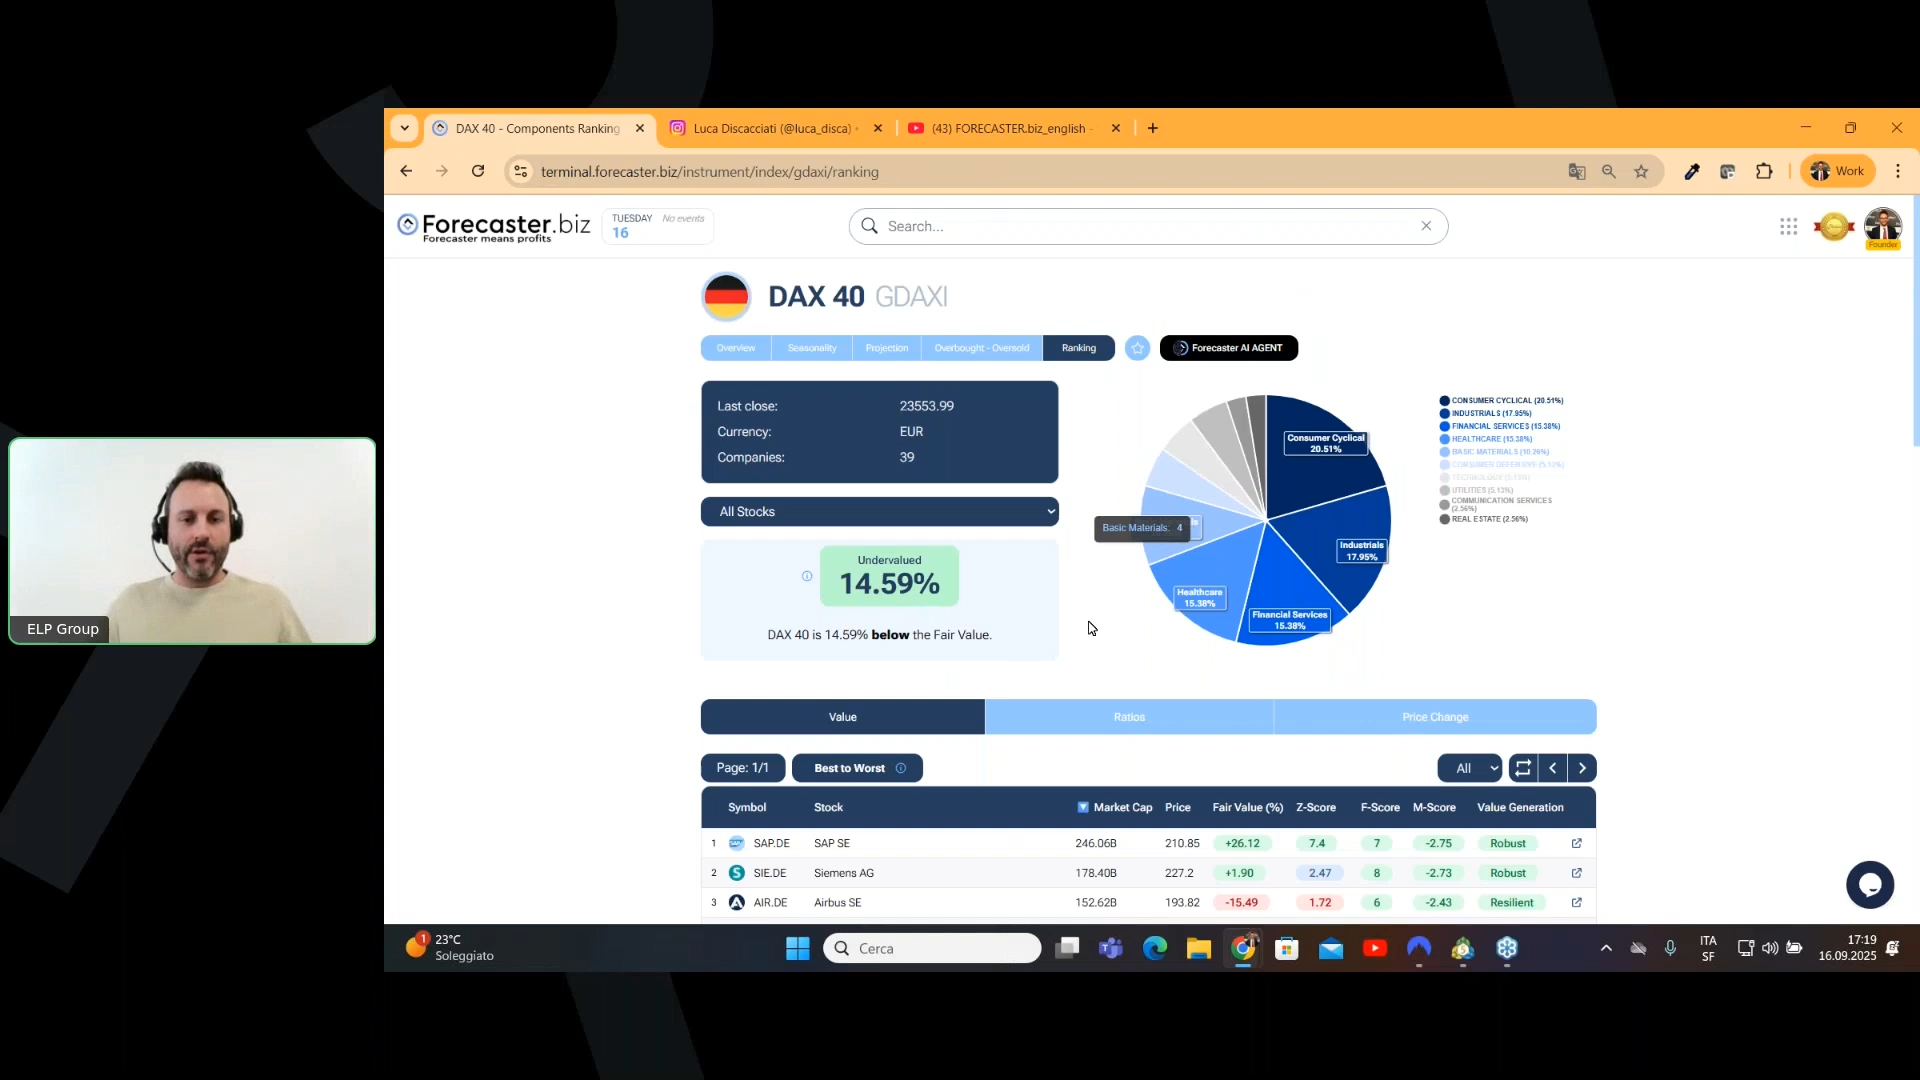 DAX 40 - Components Ranking
Luca Discacciati (@luca_disca) •
(43) FORECASTER.biz_english -
terminal.forecaster.biz/instrument/index/gdaxi/ranking
Work
Forecaster.biz
Forecaster means profits
TUESDAY No events
16
Search...
Founder
DAX 40 GDAXI
Overview Seasonality Projection Overbought - Oversold Ranking Forecaster AI AGENT
Last close: 23553.99
Currency: EUR
Companies: 39
All Stocks
Undervalued
14.59%
DAX 40 is 14.59% below the Fair Value.
Consumer Cyclical
20.51%
Industrials
17.95%
Financial Services
15.38%
Healthcare
15.38%
Basic Materials: 4
CONSUMER CYCLICAL (20.51%)
INDUSTRIALS (17.95%)
FINANCIAL SERVICES (15.38%)
HEALTHCARE (15.38%)
BASIC MATERIALS (10.26%)
CONSUMER DEFENSIVE (5.13%)
TECHNOLOGY (5.13%)
UTILITIES (5.13%)
COMMUNICATION SERVICES
(2.56%)
REAL ESTATE (2.56%)
Value Ratios Price Change
Page: 1/1 Best to Worst All
Symbol Stock Market Cap Price Fair Value (%) Z-Score F-Score M-Score Value Generation
1 SAP.DE SAP SE 246.06B 210.85 +26.12 7.4 7 -2.75 Robust
2 SIE.DE Siemens AG 178.40B 227.2 +1.90 2.47 8 -2.73 Robust
3 AIR.DE Airbus SE 152.62B 193.82 -15.49 1.72 6 -2.43 Resilient
ELP Group
1
23°C
Soleggiato
Cerca
ITA
SF
17:19
16.09.2025